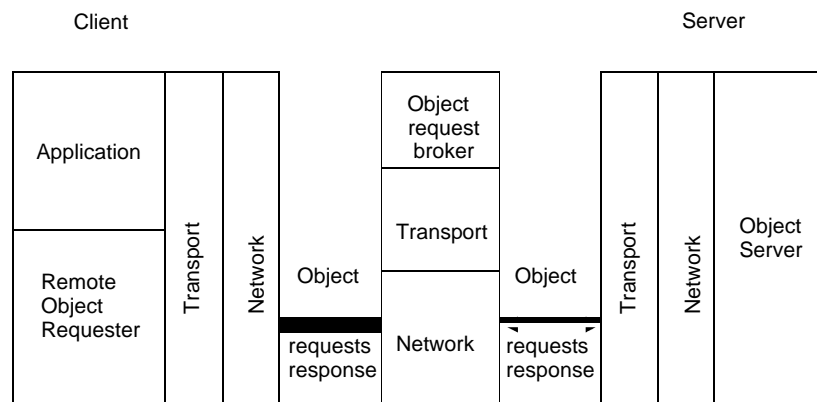 Client
Server
Application
Remote
Object
Requester
Transport
Network
Object
requests
response
Object
request
broker
Transport
Network
Object
requests
response
Transport
Network
Object
Server